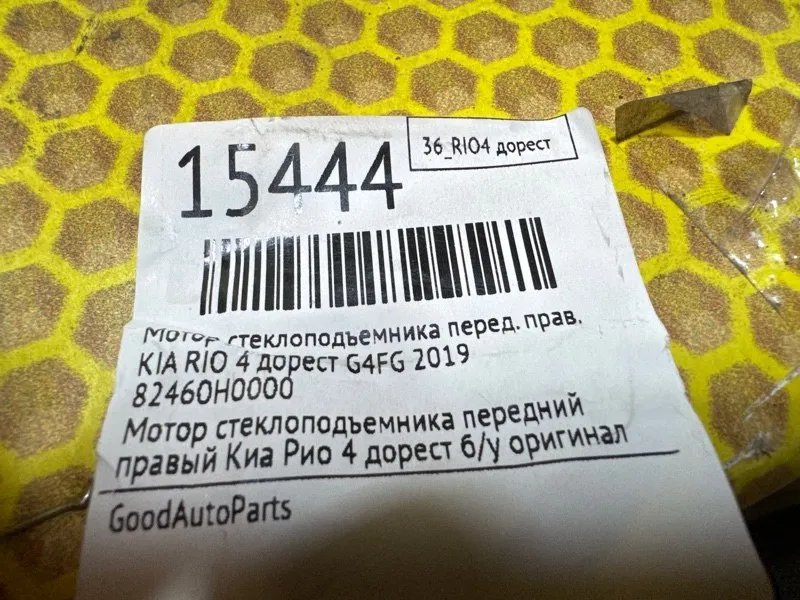 15444
36_RIO4 дорест
Мотор стеклоподъемника перед. прав.
KIA RIO 4 дорест G4FG 2019
82460H0000
Мотор стеклоподъемника передний
правый Киа Рио 4 дорест б/у оригинал
GoodAutoParts